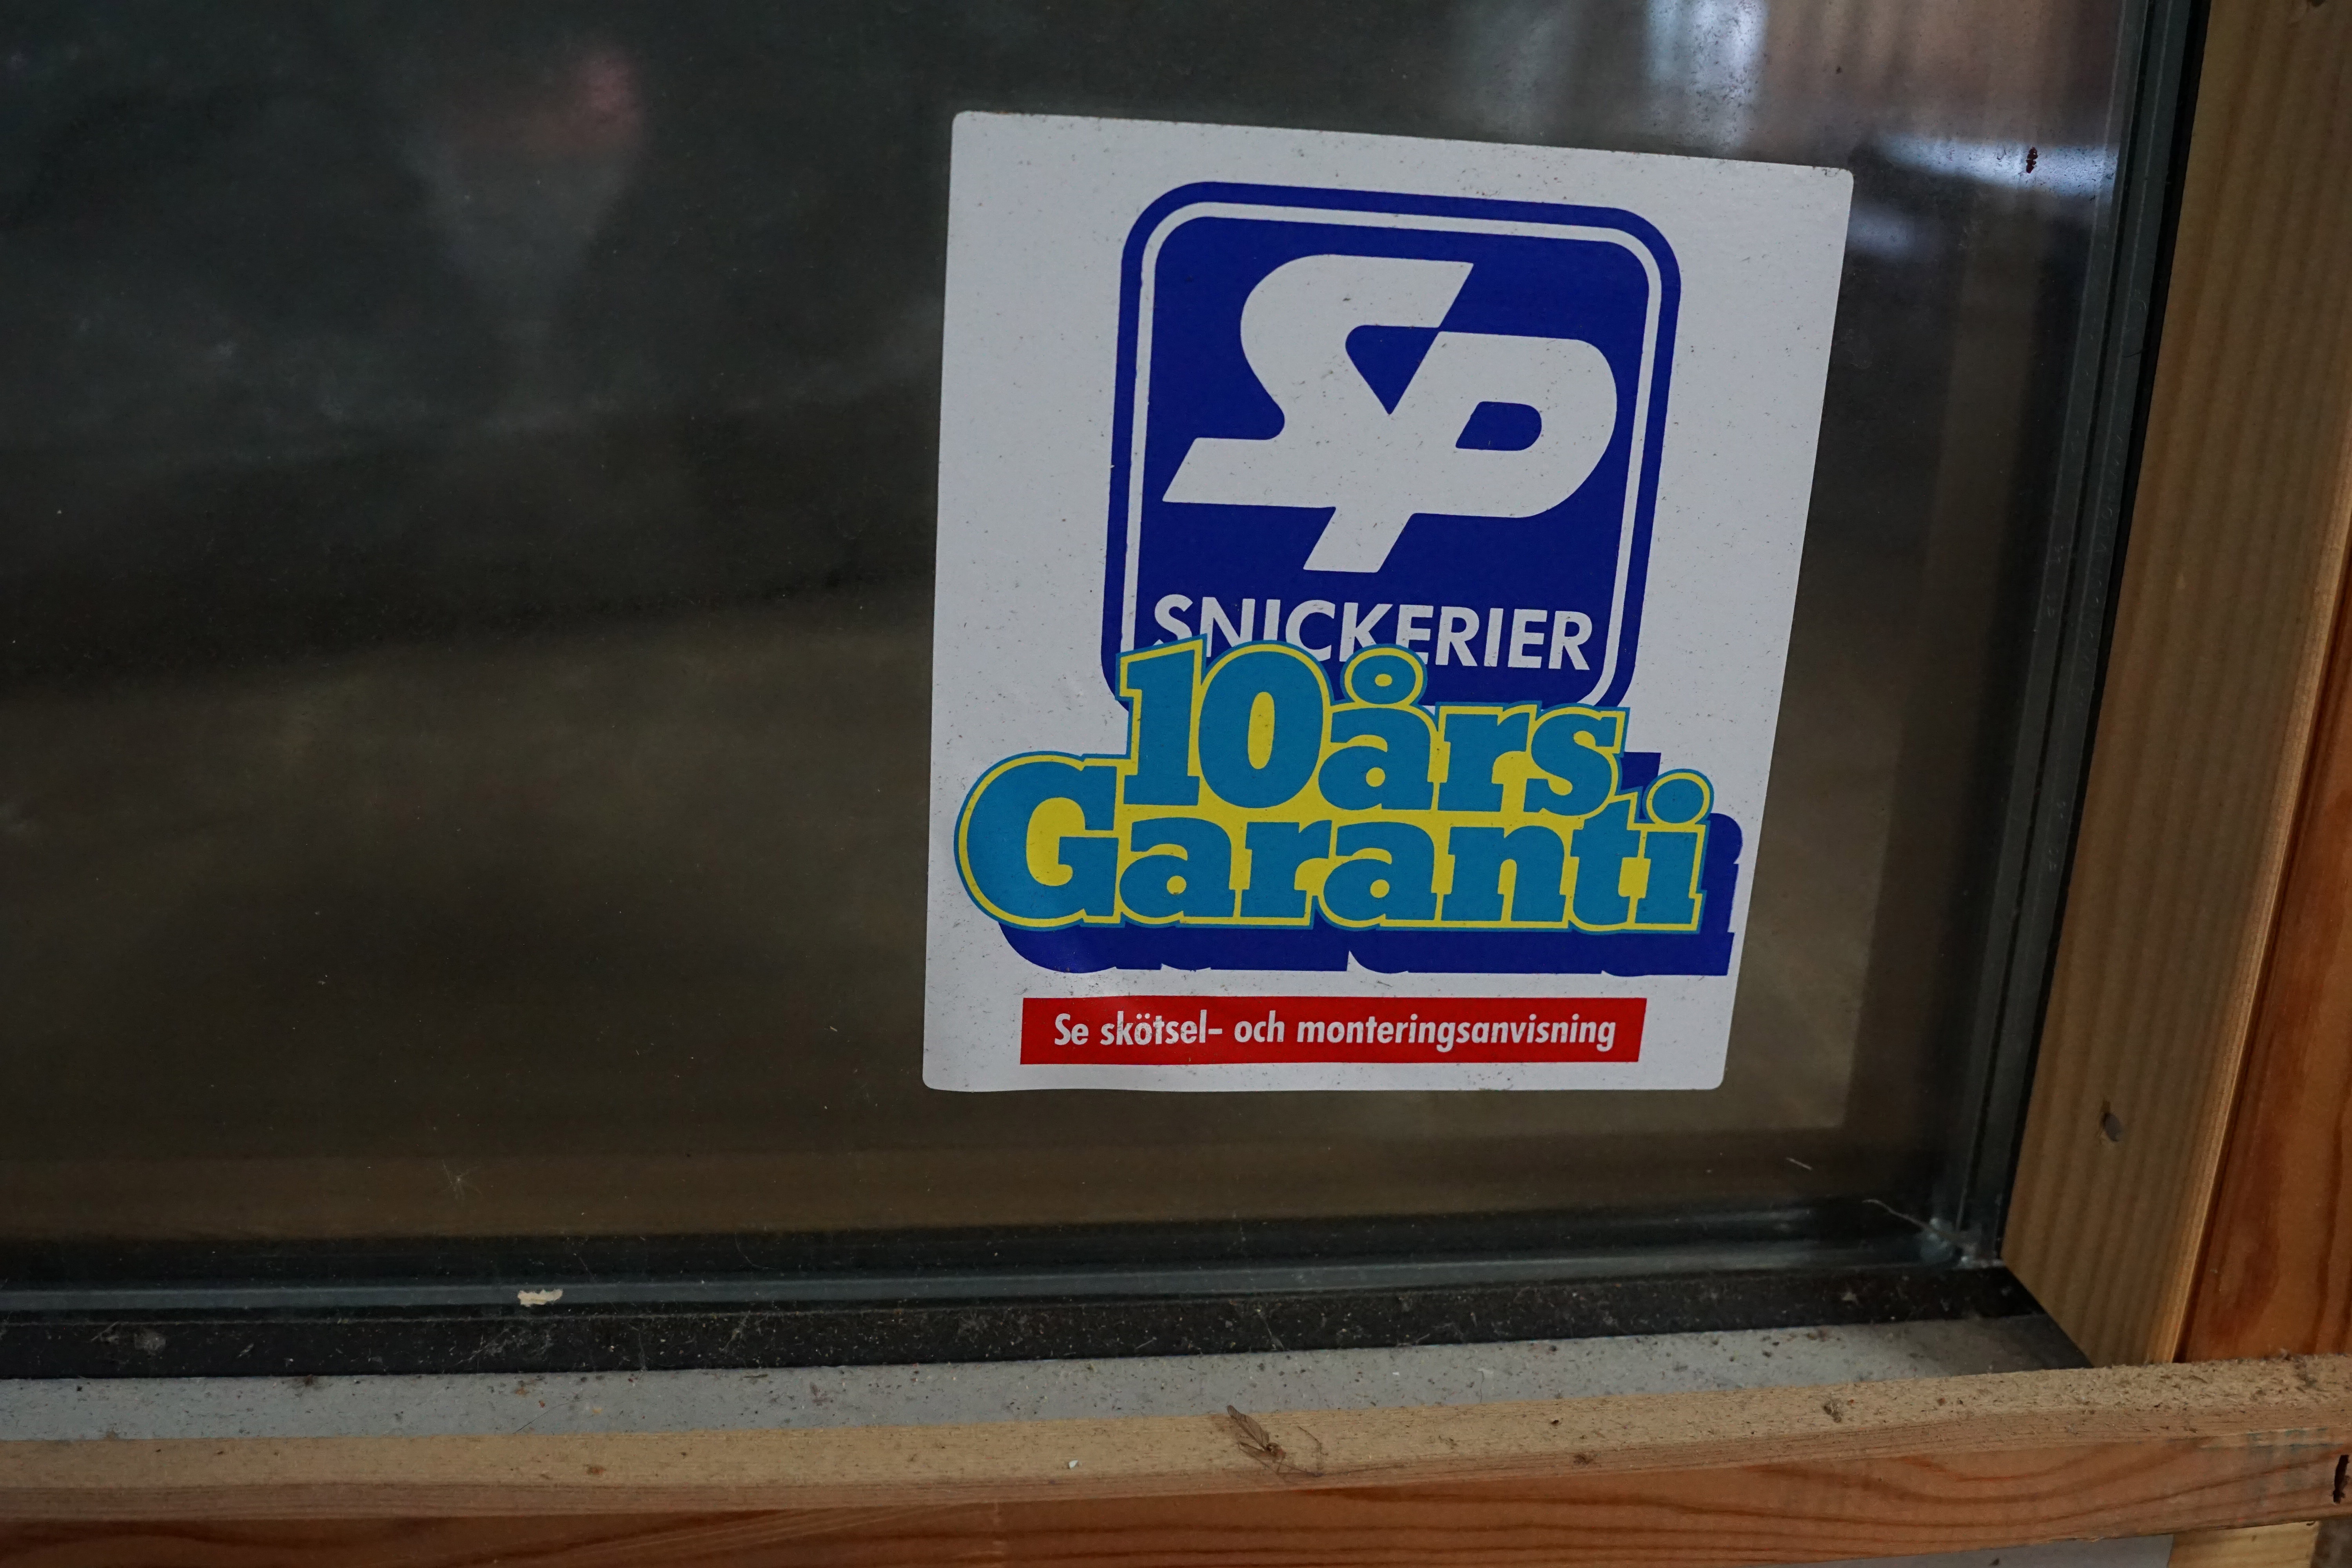 SP
SNICKERIER
10års
Garanti
Se skötsel- och monteringsanvisning